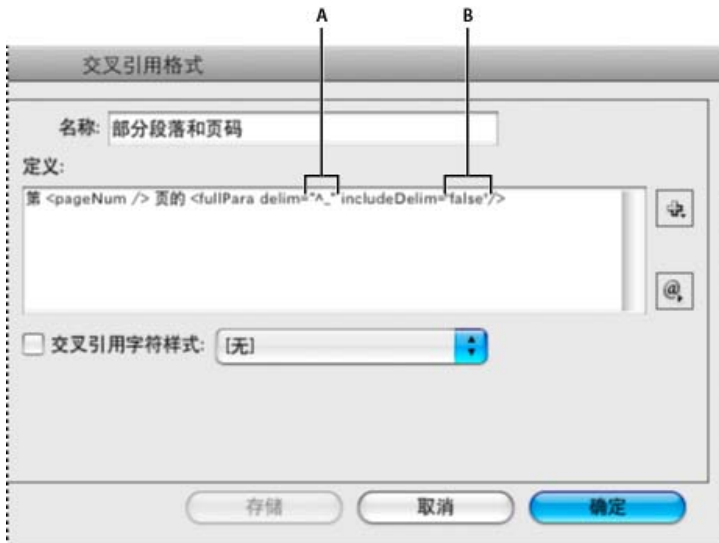 A B
交叉引用格式
名称: 部分段落和页码
定义:
第 <pageNum /> 页的 <fullPara delim="^_" includeDelim="false"/>
交叉引用字符样式: [无]
存储 取消 确定